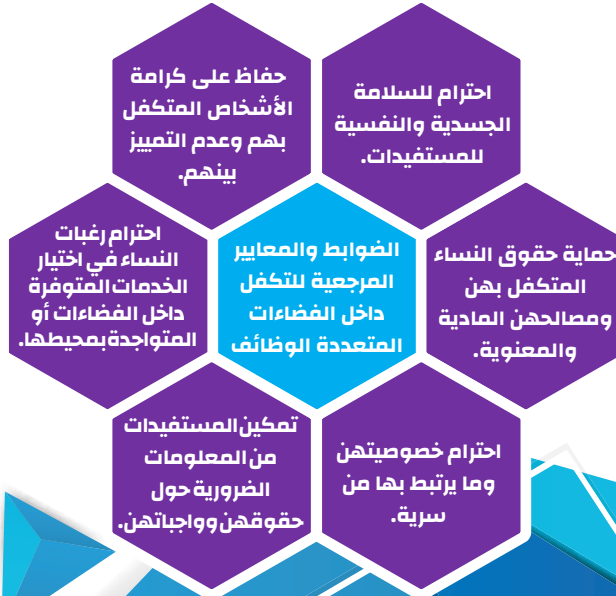 احترام للسلامة
الجسدية والنفسية
للمستفيدات.
حفاظ على كرامة
الأشخاص المتكفل
بهم وعدم التمييز
بينهم.
حماية حقوق النساء
المتكفل بهن
ومصالحهن المادية
والمعنوية.
الضوابط والمعايير
المرجعية للتكفل
داخل الفضاءات
المتعددة الوظائف
احترام رغبات
النساء في اختيار
الخدمات المتوفرة
داخل الفضاءات أو
المتواجدة بمحيطها.
احترام خصوصيتهن
وما يرتبط بها من
سرية.
تمكين المستفيدات
من المعلومات
الضرورية حول
حقوقهن وواجباتهن.